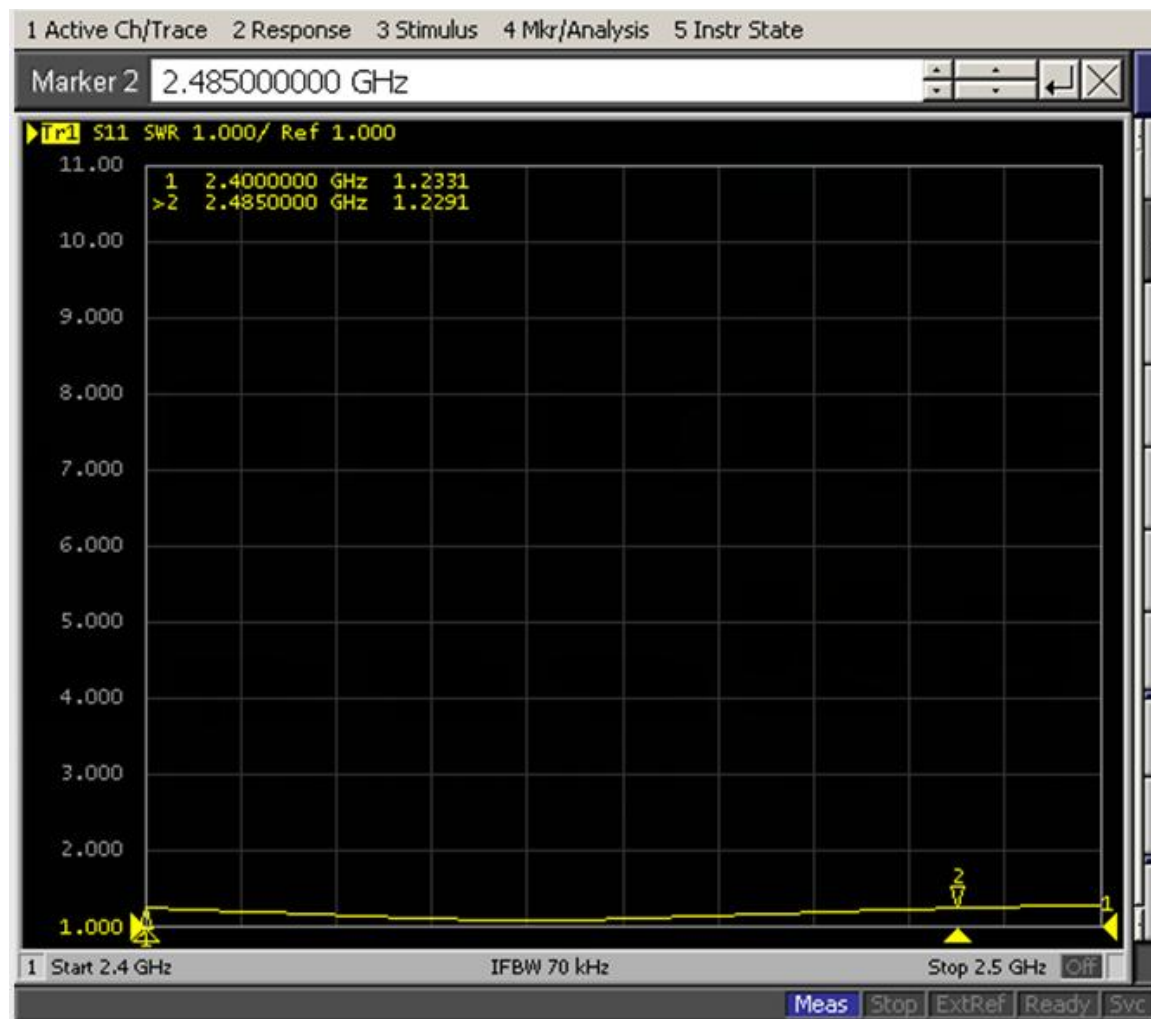 1 Active Ch/Trace 2 Response 3 Stimulus 4 Mkr/Analysis 5 Instr State
Marker 2 2.485000000 GHz
Tr1 S11 SWR 1.000/ Ref 1.000
11.00
1 2.4000000 GHz 1.2331
>2 2.4850000 GHz 1.2291
10.00
9.000
8.000
7.000
6.000
5.000
4.000
3.000
2.000
2
1
1.000
1
1 Start 2.4 GHz IFBW 70 kHz Stop 2.5 GHz Off
Meas Stop ExtRef Ready Svc